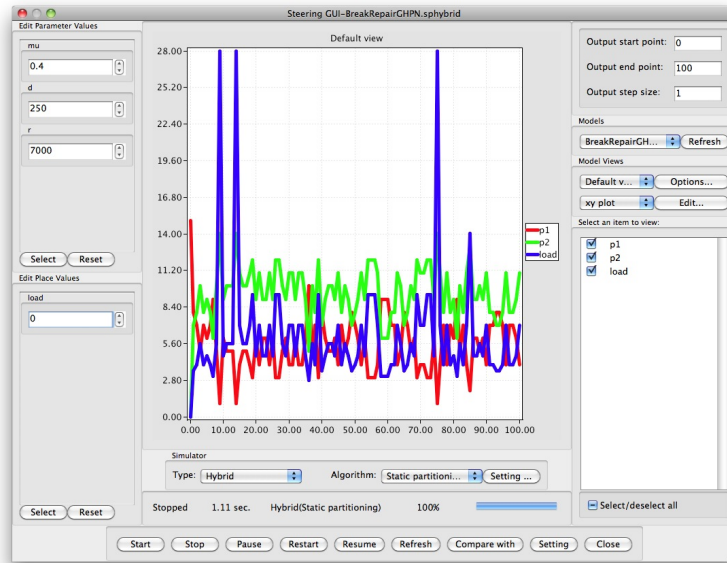 Steering GUI-BreakRepairGHPN.sphybrid
Edit Parameter Values
mu
0.4
d
250
r
7000
Select Reset
Edit Place Values
load
0
Select Reset
Default view
28.00
25.20
22.40
19.60
16.80
14.00
11.20
8.40
5.60
2.80
0.00
0.00 10.00 20.00 30.00 40.00 50.00 60.00 70.00 80.00 90.00 100.00
p1
p2
load
Simulator
Type: Hybrid Algorithm: Static partitioni... Setting ...
Stopped 1.11 sec. Hybrid(Static partitioning) 100%
Output start point: 0
Output end point: 100
Output step size: 1
Models
BreakRepairGH... Refresh
Model Views
Default v... Options...
xy plot Edit...
Select an item to view:
p1
p2
load
Select/deselect all
Start Stop Pause Restart Resume Refresh Compare with Setting Close